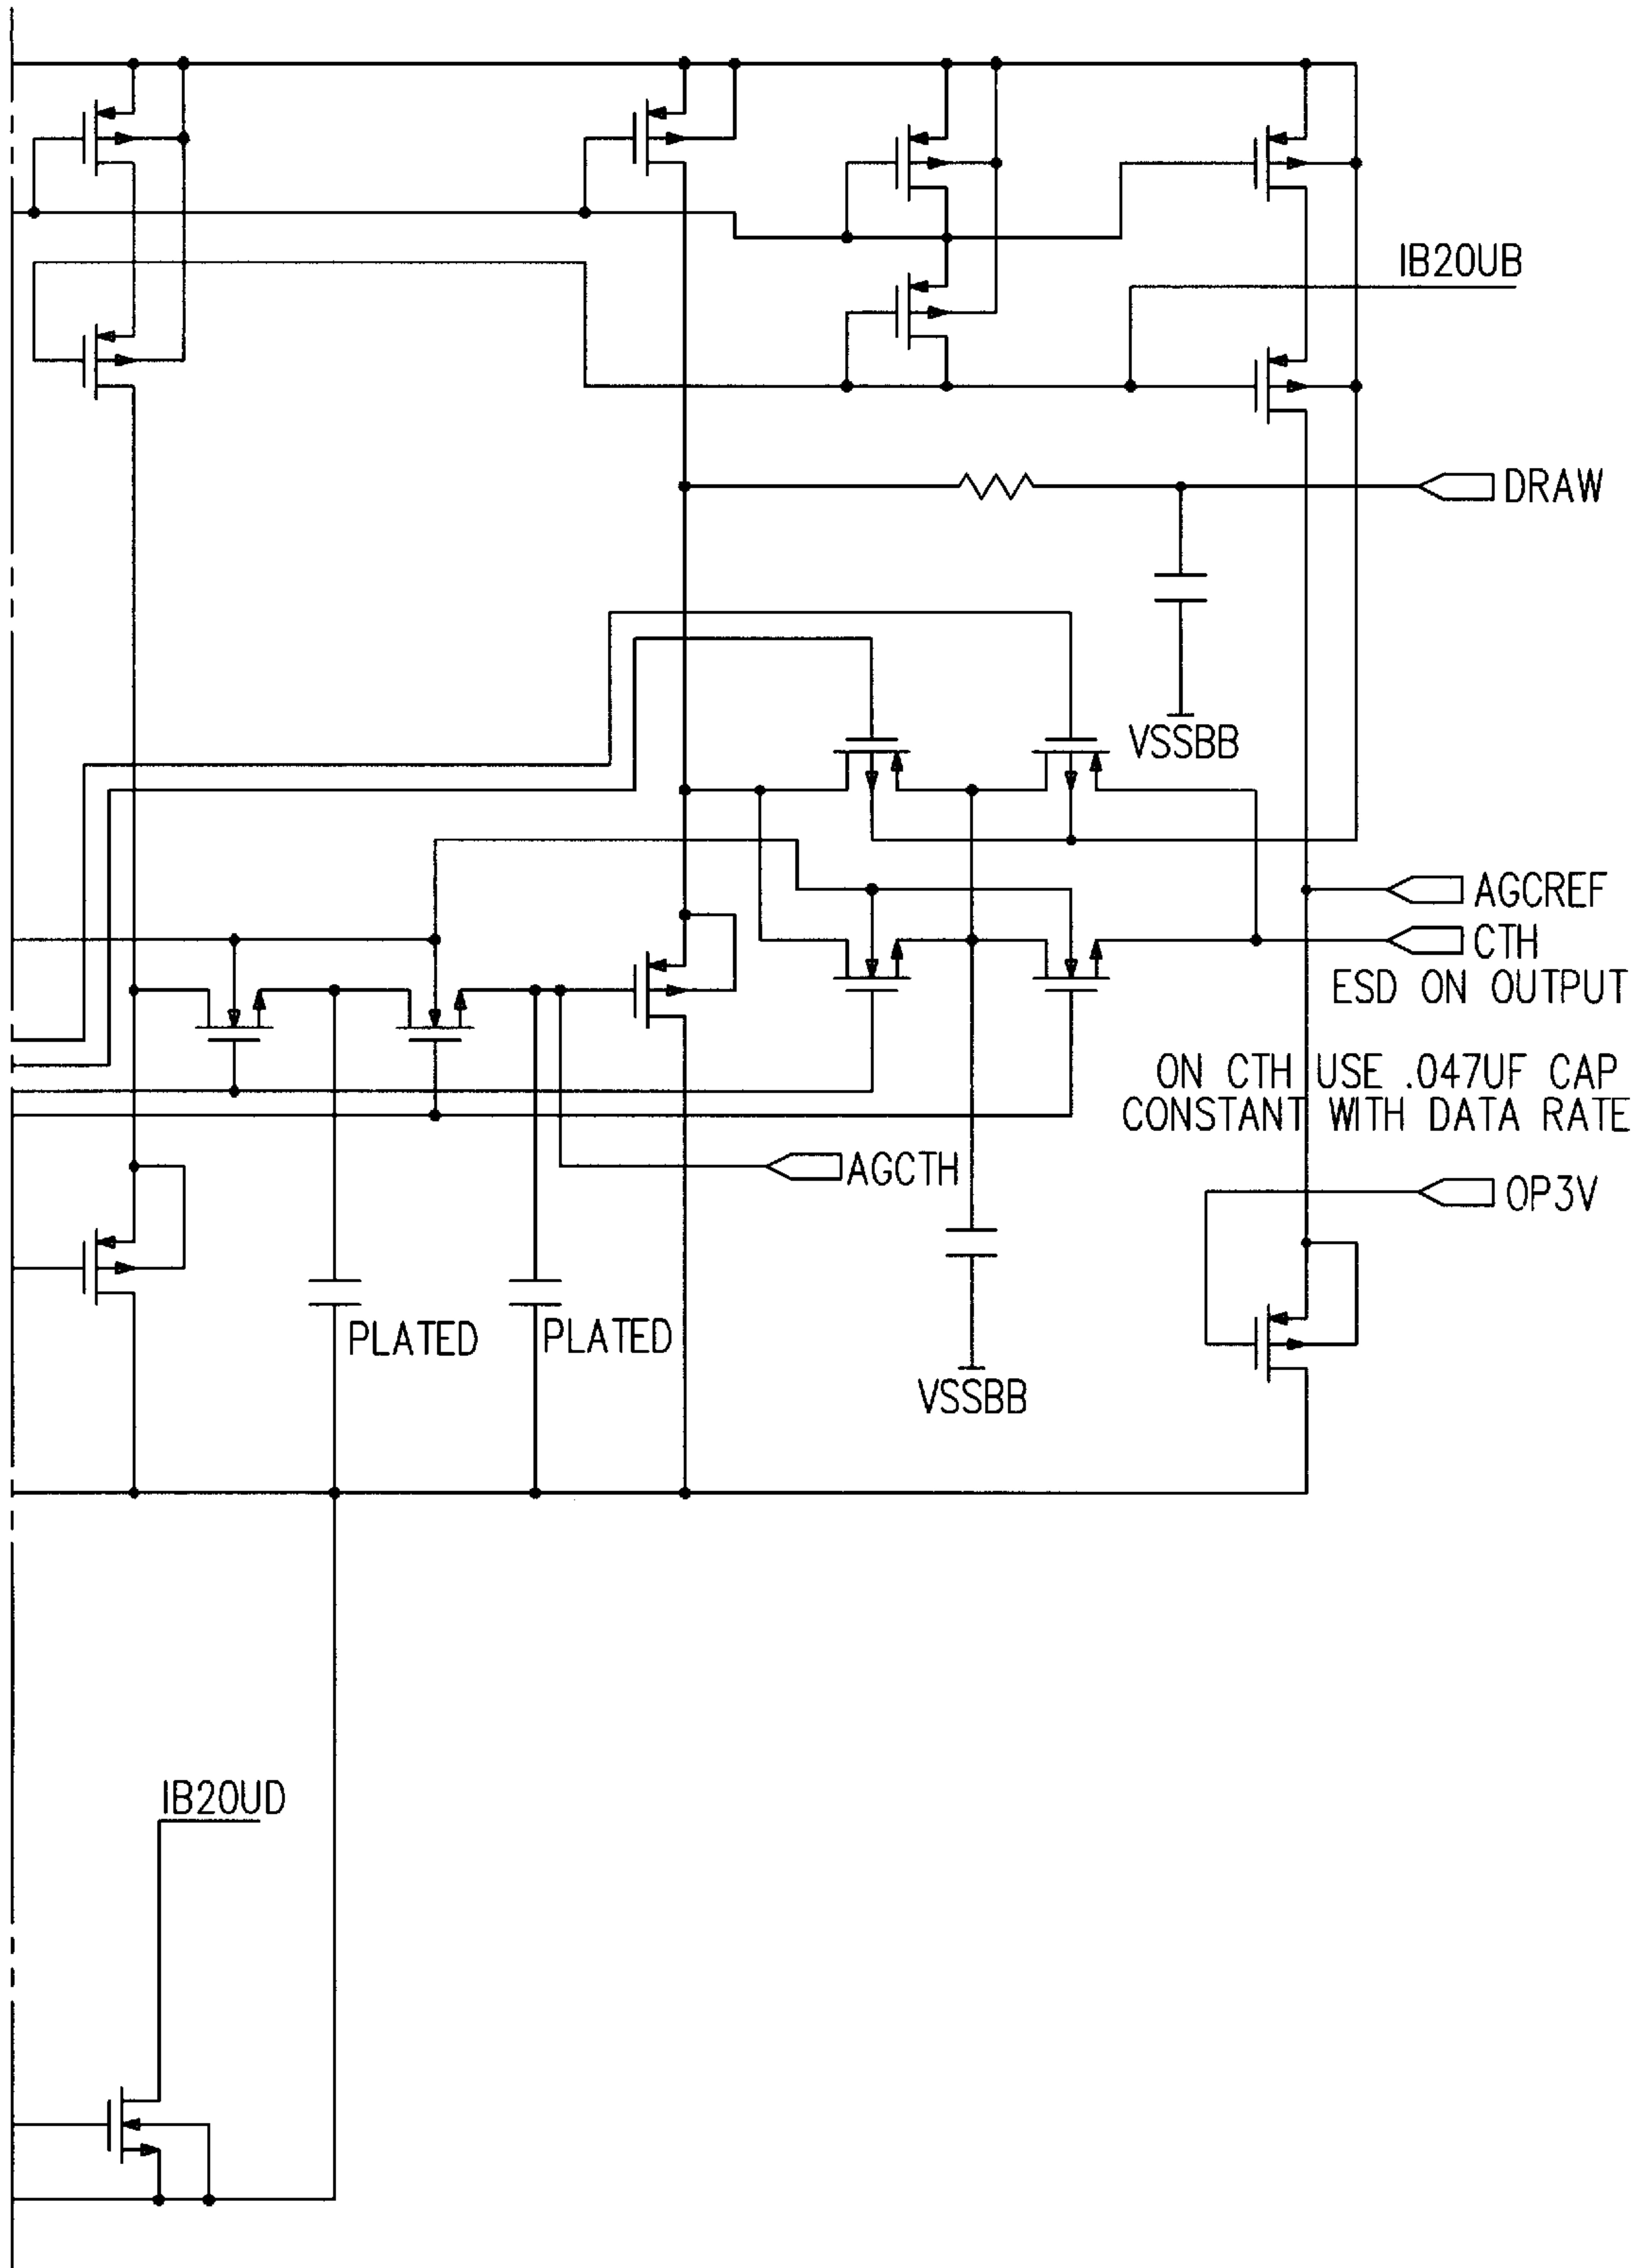 IB20UB
DRAW
VSSBB
AGCREF
CTH
ESD ON OUTPUT
ON CTH USE .047UF CAP
CONSTANT WITH DATA RATE
AGCTH
OP3V
PLATED
PLATED
VSSBB
IB20UD